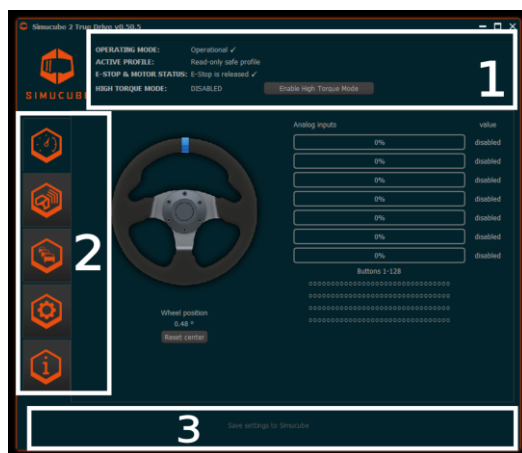 Simucube 2 True Drive v0.50.5
OPERATING MODE: Operational ✓
ACTIVE PROFILE: Read-only safe profile
E-STOP & MOTOR STATUS: E-Stop is released ✓
HIGH TORQUE MODE: DISABLED Enable High Torque Mode
1
SIMUCUBE
2
Analog inputs value
0% disabled
0% disabled
0% disabled
0% disabled
0% disabled
0% disabled
0% disabled
Buttons 1-128
Wheel position
0.48 °
Reset center
3
Save settings to Simucube